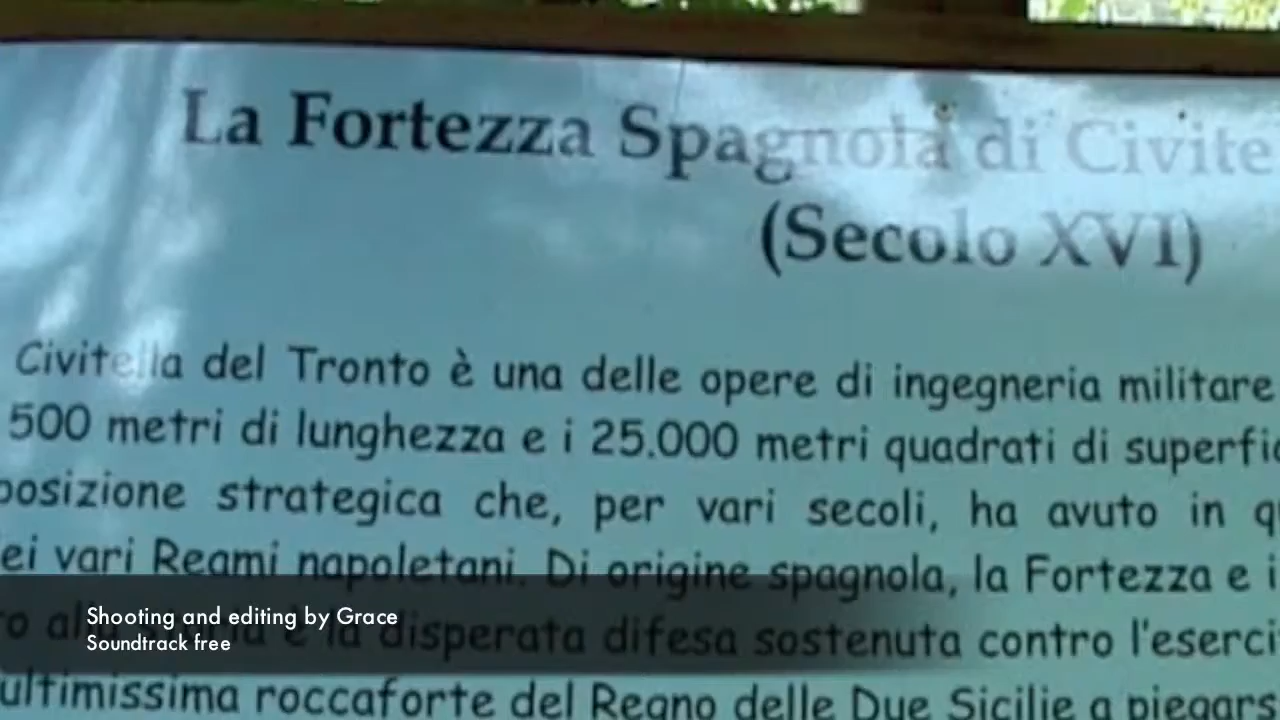 La Fortezza Spagnola di Civite
(Secolo XVI)
Civitella del Tronto è una delle opere di ingegneria militare
500 metri di lunghezza e i 25.000 metri quadrati di superfic
posizione strategica che, per vari secoli, ha avuto in q
ei vari Reami napoletani. Di origine spagnola, la Fortezza e i
è la disperata difesa sostenuta contro l'eserci
ultimissima roccaforte del Regno delle Due Sicilie a piegars
Shooting and editing by Grace
Soundtrack free